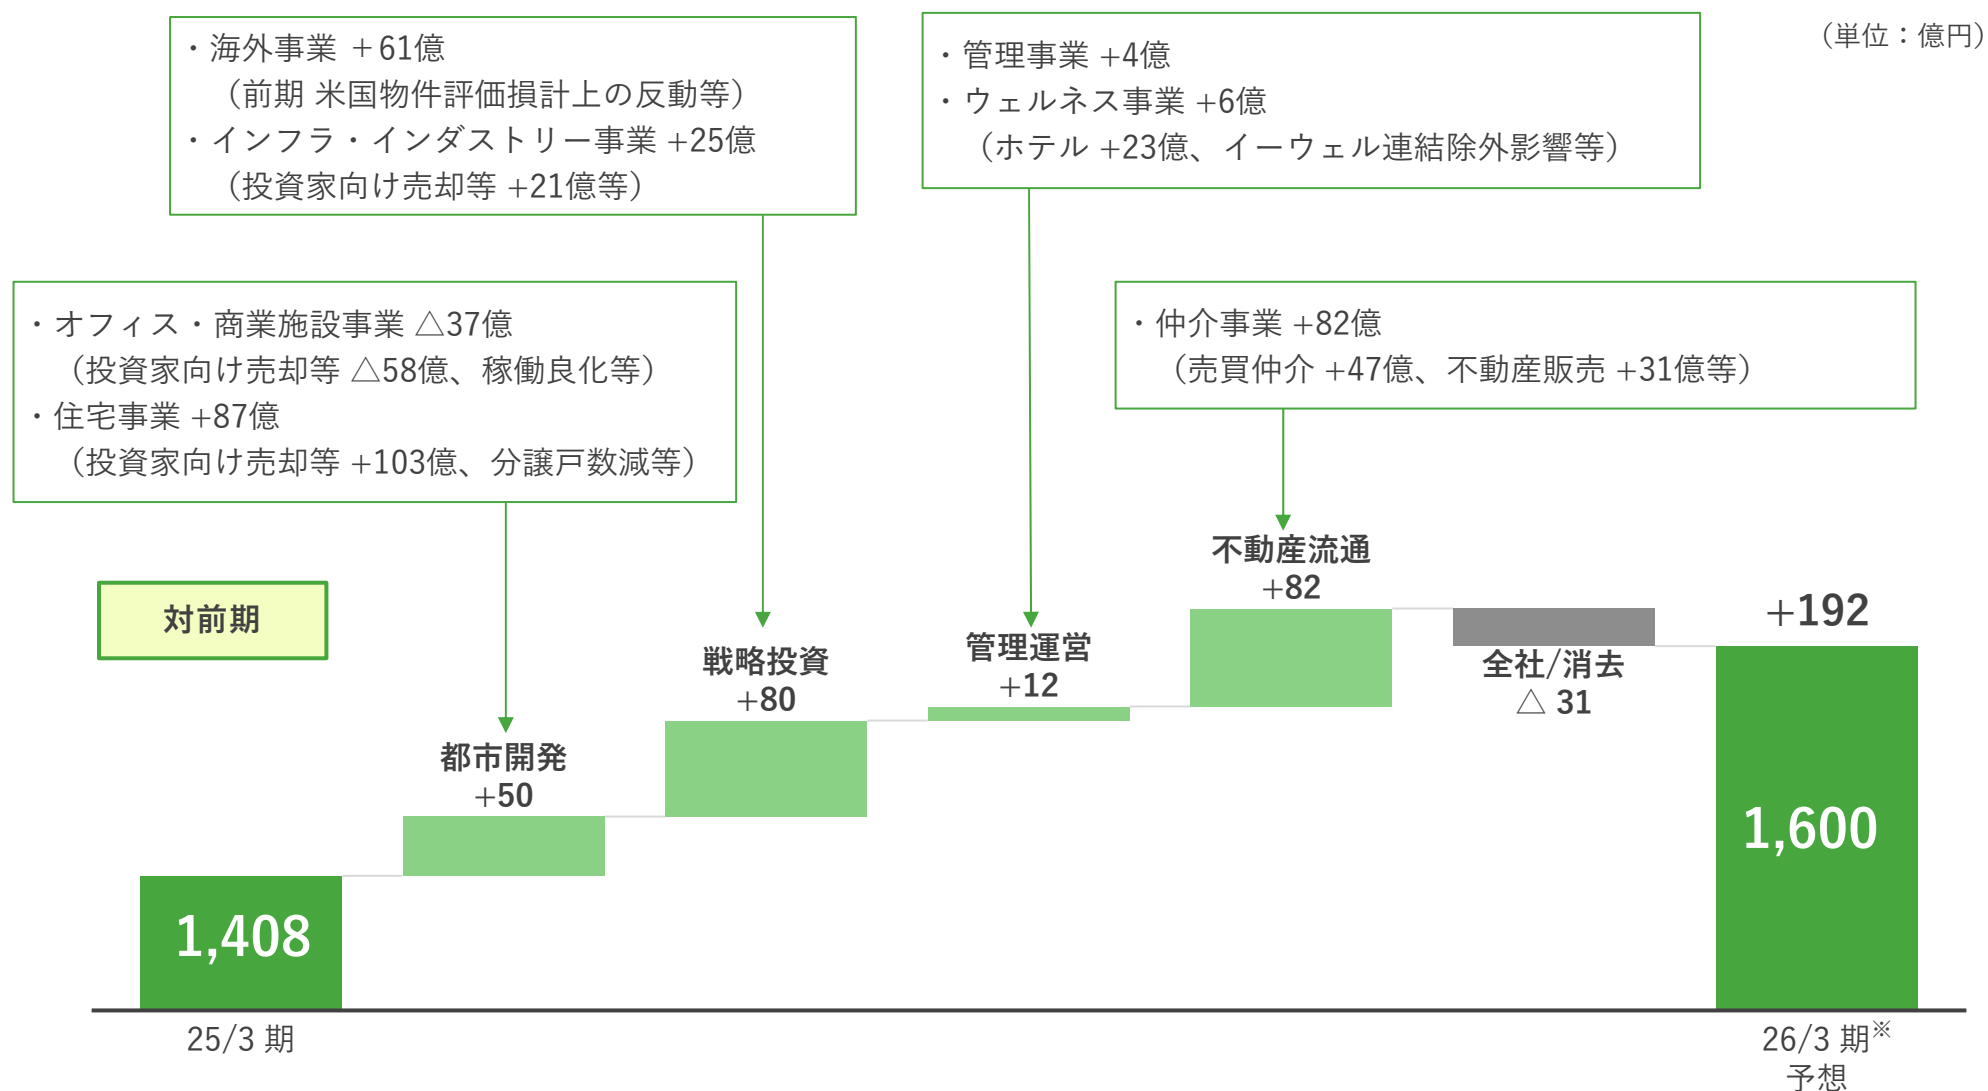 （単位：億円）
・海外事業 ＋61億
（前期 米国物件評価損計上の反動等）
・インフラ・インダストリー事業 +25億
（投資家向け売却等 +21億等）
・管理事業 +4億
・ウェルネス事業 +6億
（ホテル +23億、イーウェル連結除外影響等）
・オフィス・商業施設事業 △37億
（投資家向け売却等 △58億、稼働良化等）
・住宅事業 +87億
（投資家向け売却等 +103億、分譲戸数減等）
・仲介事業 +82億
（売買仲介 +47億、不動産販売 +31億等）
対前期
都市開発
+50
戦略投資
+80
管理運営
+12
不動産流通
+82
全社/消去
△ 31
+192
1,408
1,600
25/3 期
26/3 期※
予想